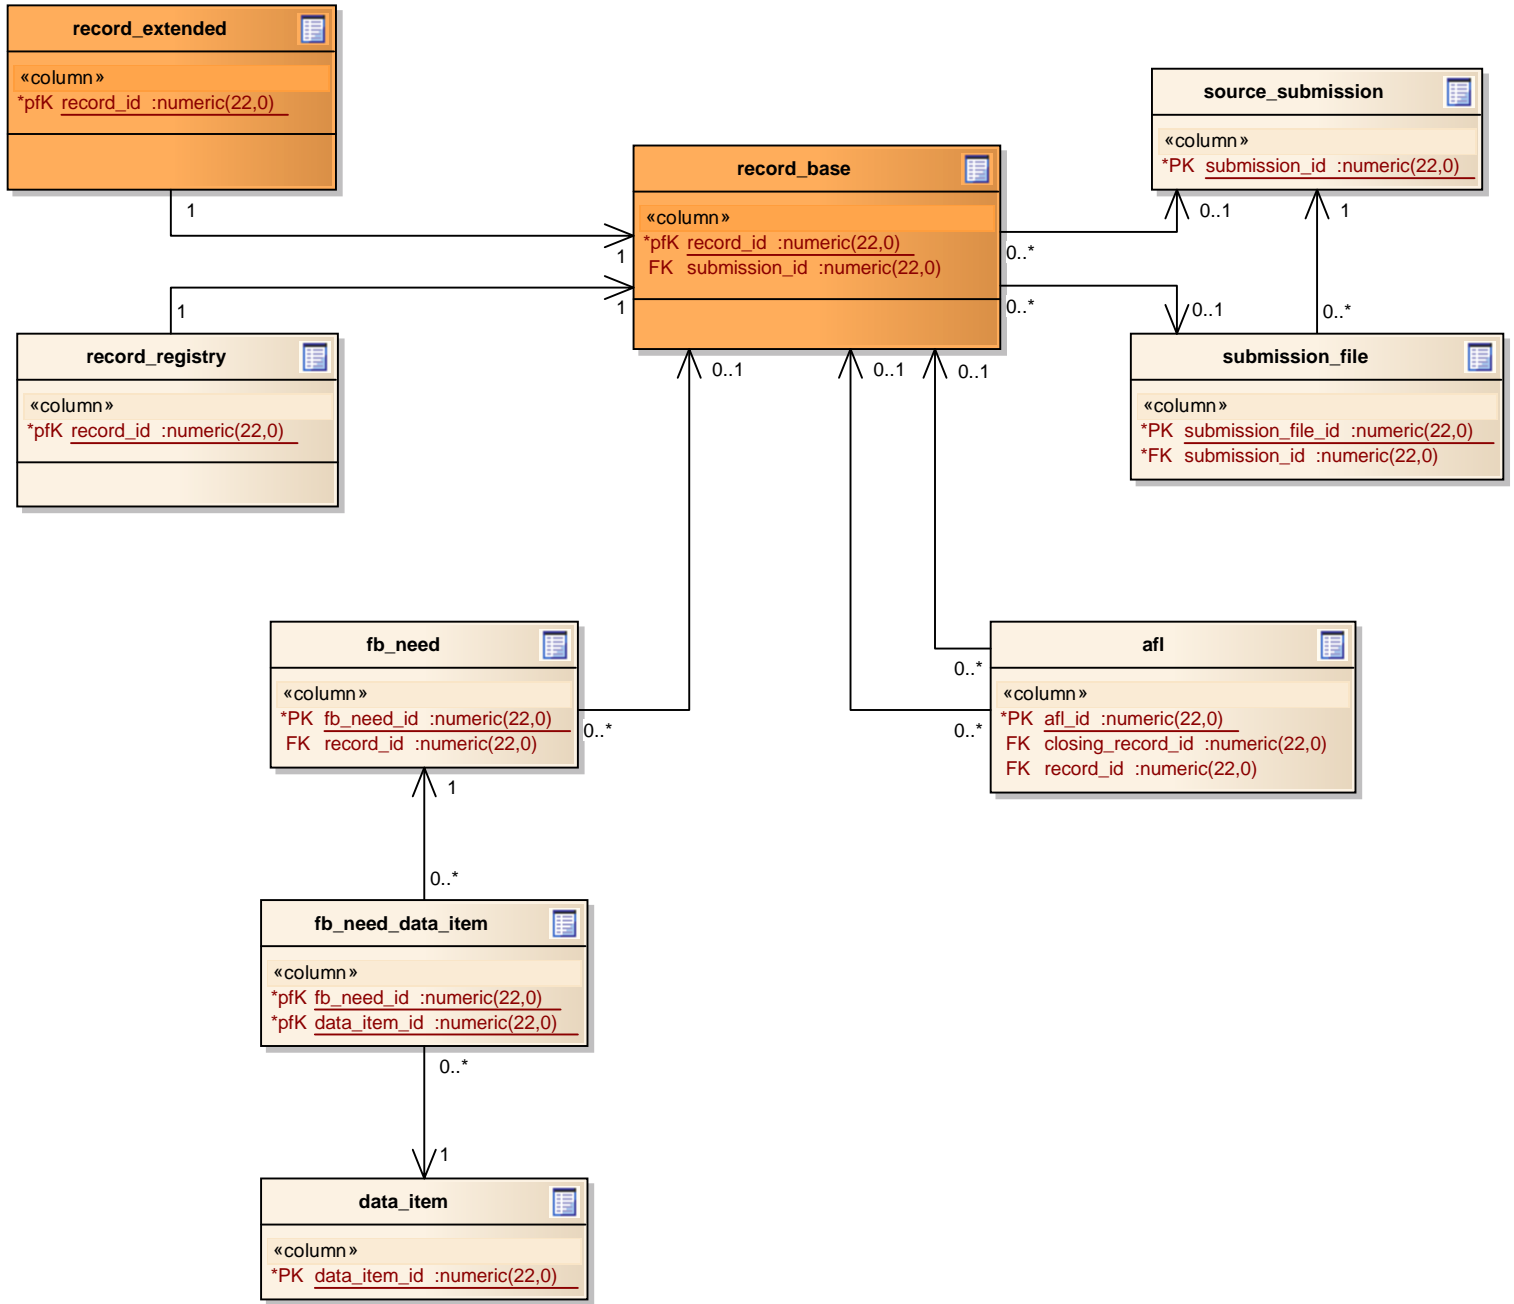 record_extended
«column»
*pfK record_id :numeric(22,0)
1
record_base
«column»
*pfK record_id :numeric(22,0)
FK submission_id :numeric(22,0)
1
1
0..*
0..*
source_submission
«column»
*PK submission_id :numeric(22,0)
0..1
1
0..1
0..*
record_registry
«column»
*pfK record_id :numeric(22,0)
1
submission_file
«column»
*PK submission_file_id :numeric(22,0)
*FK submission_id :numeric(22,0)
0..1
0..1
0..1
fb_need
«column»
*PK fb_need_id :numeric(22,0)
FK record_id :numeric(22,0)
0..*
1
afl
«column»
*PK afl_id :numeric(22,0)
FK closing_record_id :numeric(22,0)
FK record_id :numeric(22,0)
0..*
0..*
0..*
fb_need_data_item
«column»
*pfK fb_need_id :numeric(22,0)
*pfK data_item_id :numeric(22,0)
0..*
1
data_item
«column»
*PK data_item_id :numeric(22,0)